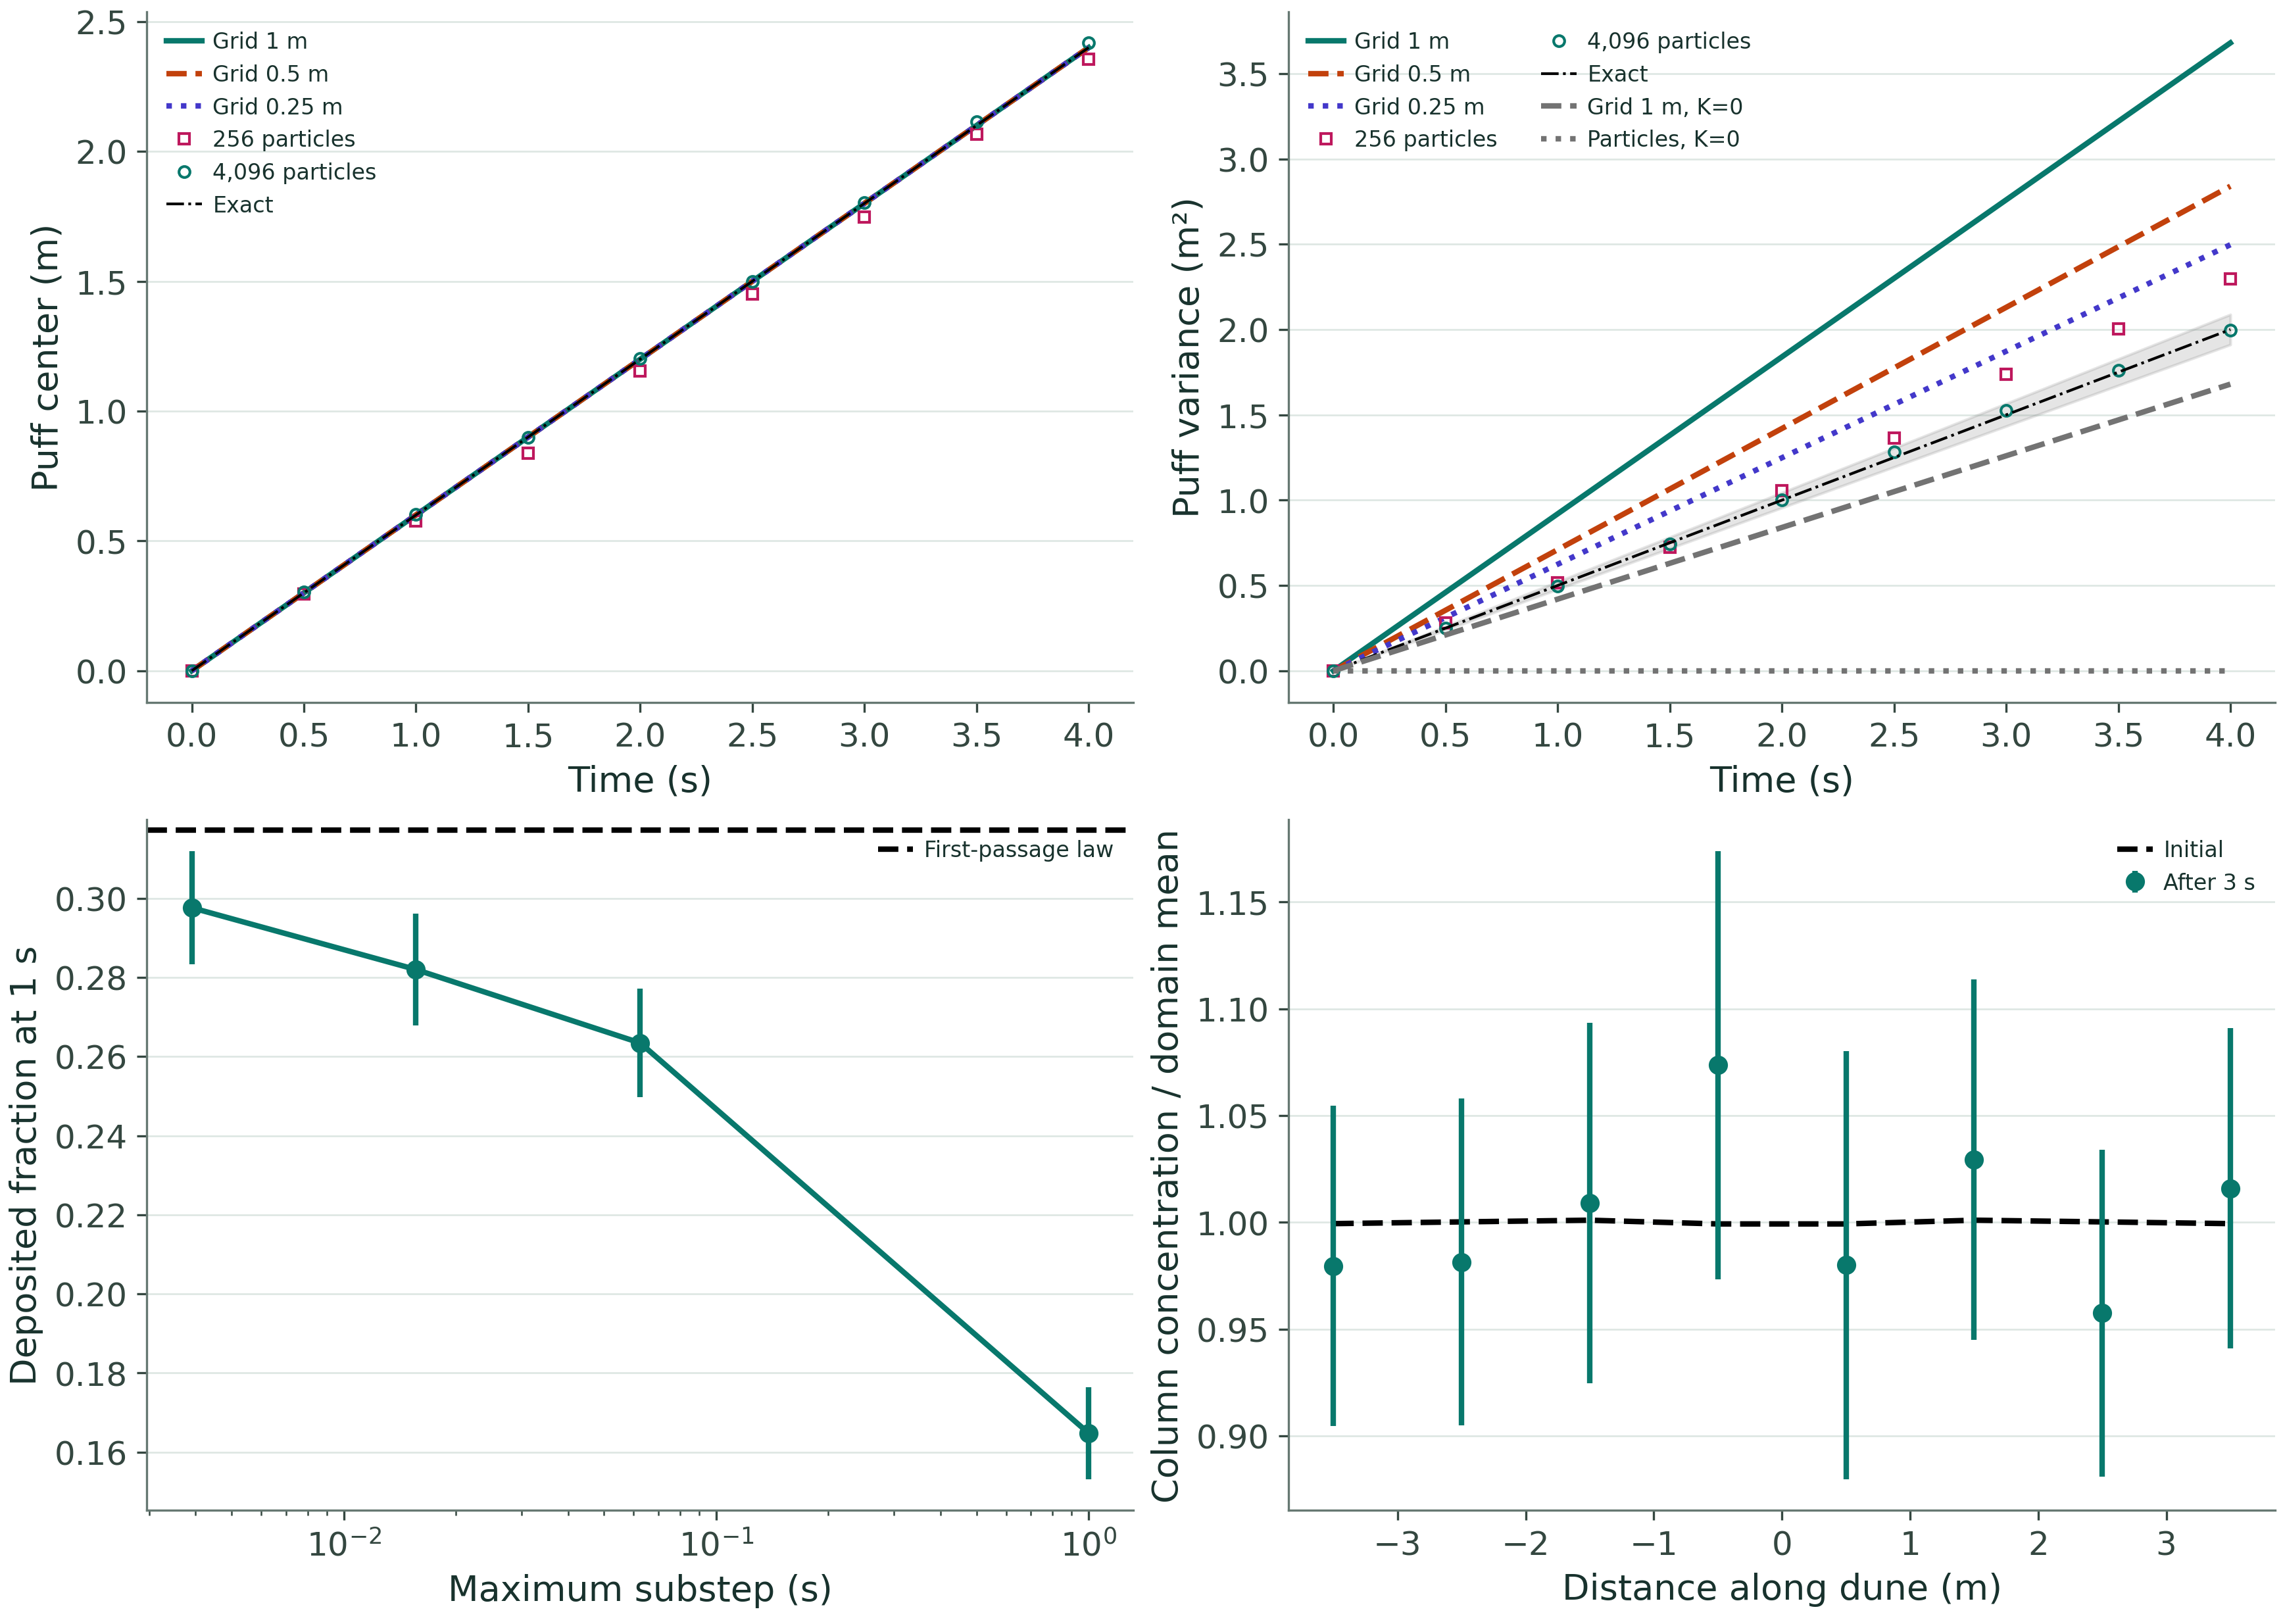 Grid 1 m
Grid 0.5 m
Grid 0.25 m
256 particles
4,096 particles
Exact
Puff center (m)
2.5
2.0
1.5
1.0
0.5
0.0
0.0 0.5 1.0 1.5 2.0 2.5 3.0 3.5 4.0
Time (s)
Grid 1 m
Grid 0.5 m
Grid 0.25 m
256 particles
4,096 particles
Exact
Grid 1 m, K=0
Particles, K=0
Puff variance (m²)
3.5
3.0
2.5
2.0
1.5
1.0
0.5
0.0
0.0 0.5 1.0 1.5 2.0 2.5 3.0 3.5 4.0
Time (s)
First-passage law
Deposited fraction at 1 s
0.30
0.28
0.26
0.24
0.22
0.20
0.18
0.16
10⁻² 10⁻¹ 10⁰
Maximum substep (s)
Initial
After 3 s
Column concentration / domain mean
1.15
1.10
1.05
1.00
0.95
0.90
−3 −2 −1 0 1 2 3
Distance along dune (m)